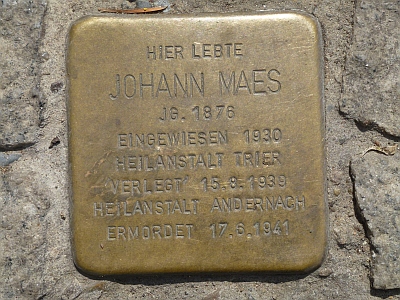 HIER LEBTE
JOHANN MAES
JG. 1876
EINGEWIESEN 1930
HEILANSTALT TRIER
"VERLEGT" 15.8.1939
HEILANSTALT ANDERNACH
ERMORDET 17.6.1941